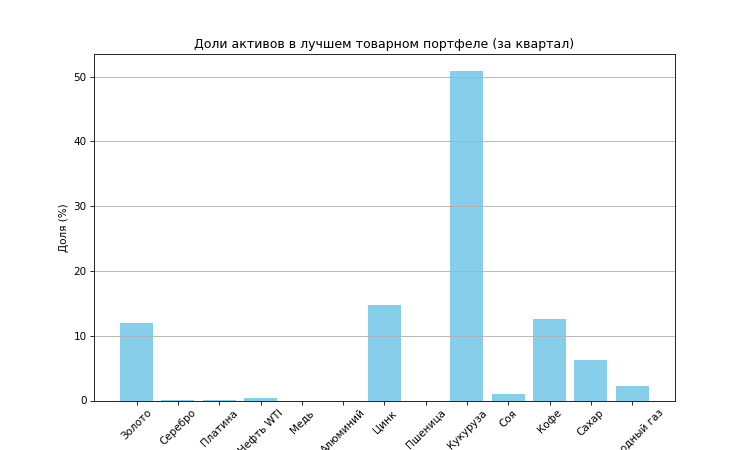 Доли активов в лучшем товарном портфеле (за квартал)
Доля (%)
50
40
30
20
10
0
Золото
Серебро
Платина
Нефть WTI
Медь
Алюминий
Цинк
Пшеница
Кукуруза
Соя
Кофе
Сахар
одный газ